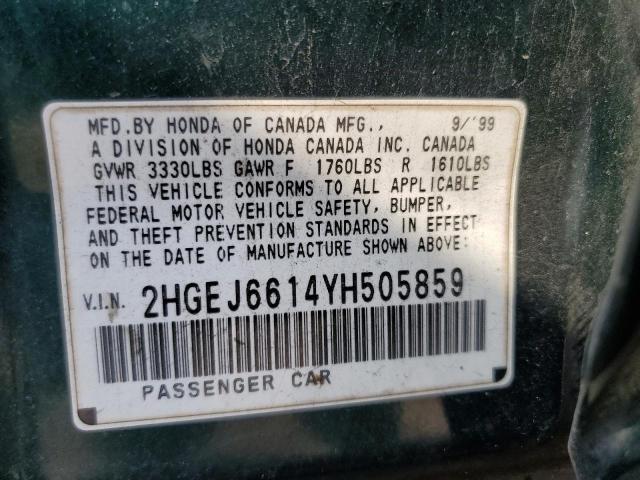 MFD.BY HONDA OF CANADA MFG., 9/'99
A DIVISION OF HONDA CANADA INC. CANADA
GVWR 3330LBS GAWR F 1760LBS R 1610LBS
THIS VEHICLE CONFORMS TO ALL APPLICABLE
FEDERAL MOTOR VEHICLE SAFETY, BUMPER,
AND THEFT PREVENTION STANDARDS IN EFFECT
ON THE DATE OF MANUFACTURE SHOWN ABOVE:
V.I.N. 2HGEJ6614YH505859
PASSENGER CAR